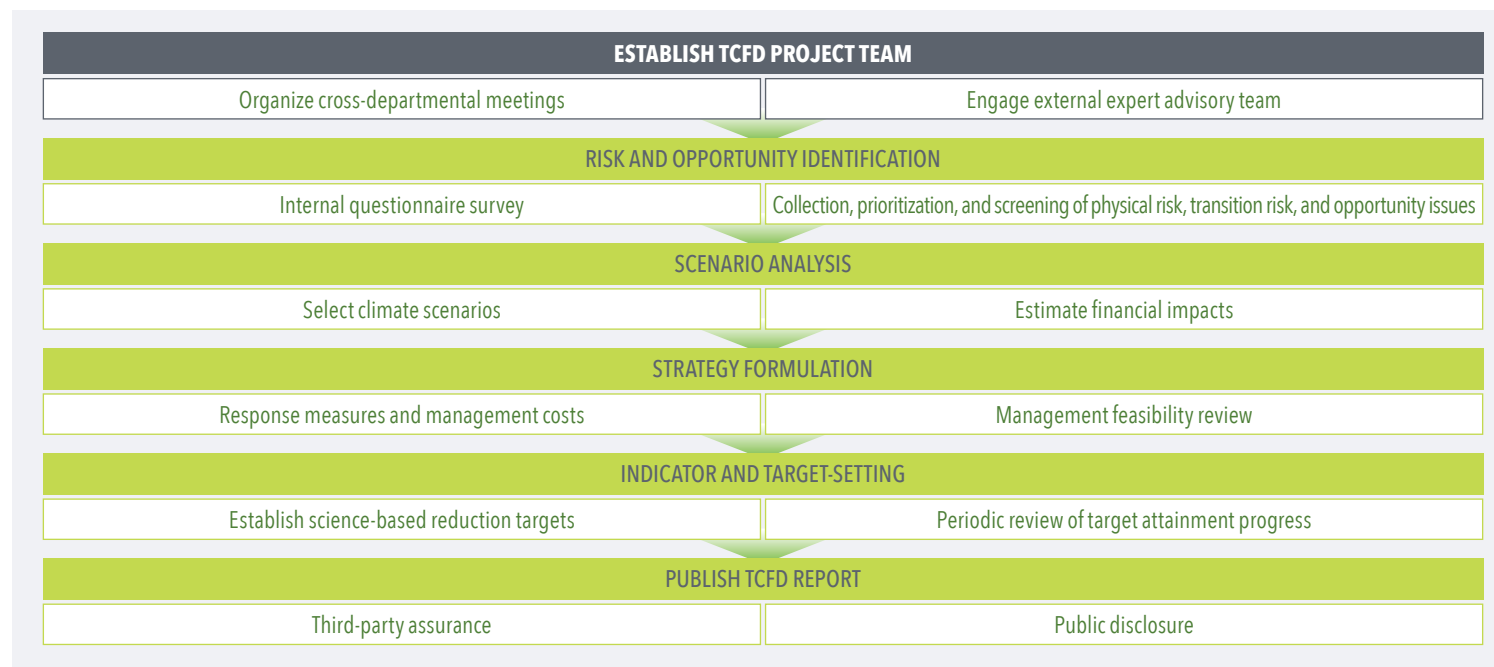 ESTABLISH TCFD PROJECT TEAM
Organize cross-departmental meetings
Engage external expert advisory team
RISK AND OPPORTUNITY IDENTIFICATION
Internal questionnaire survey
Collection, prioritization, and screening of physical risk, transition risk, and opportunity issues
SCENARIO ANALYSIS
Select climate scenarios
Estimate financial impacts
STRATEGY FORMULATION
Response measures and management costs
Management feasibility review
INDICATOR AND TARGET-SETTING
Establish science-based reduction targets
Periodic review of target attainment progress
PUBLISH TCFD REPORT
Third-party assurance
Public disclosure